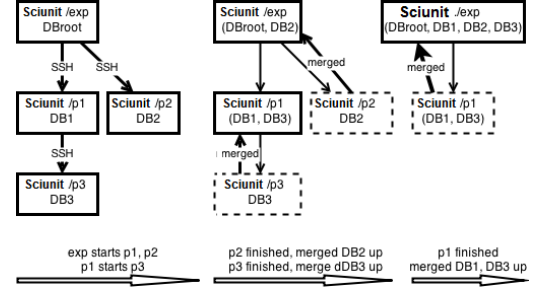 Sciunit /exp
DBroot
SSH
SSH
Sciunit /p1
DB1
Sciunit /p2
DB2
SSH
Sciunit /p3
DB3
exp starts p1, p2
p1 starts p3
Sciunit /exp
(DBroot, DB2)
merged
Sciunit /p1
(DB1, DB3)
Sciunit /p2
DB2
merged
Sciunit /p3
DB3
p2 finished, merged DB2 up
p3 finished, merge dDB3 up
Sciunit ./exp
(DBroot, DB1, DB2, DB3)
merged
Sciunit /p1
(DB1, DB3)
p1 finished
merged DB1, DB3 up